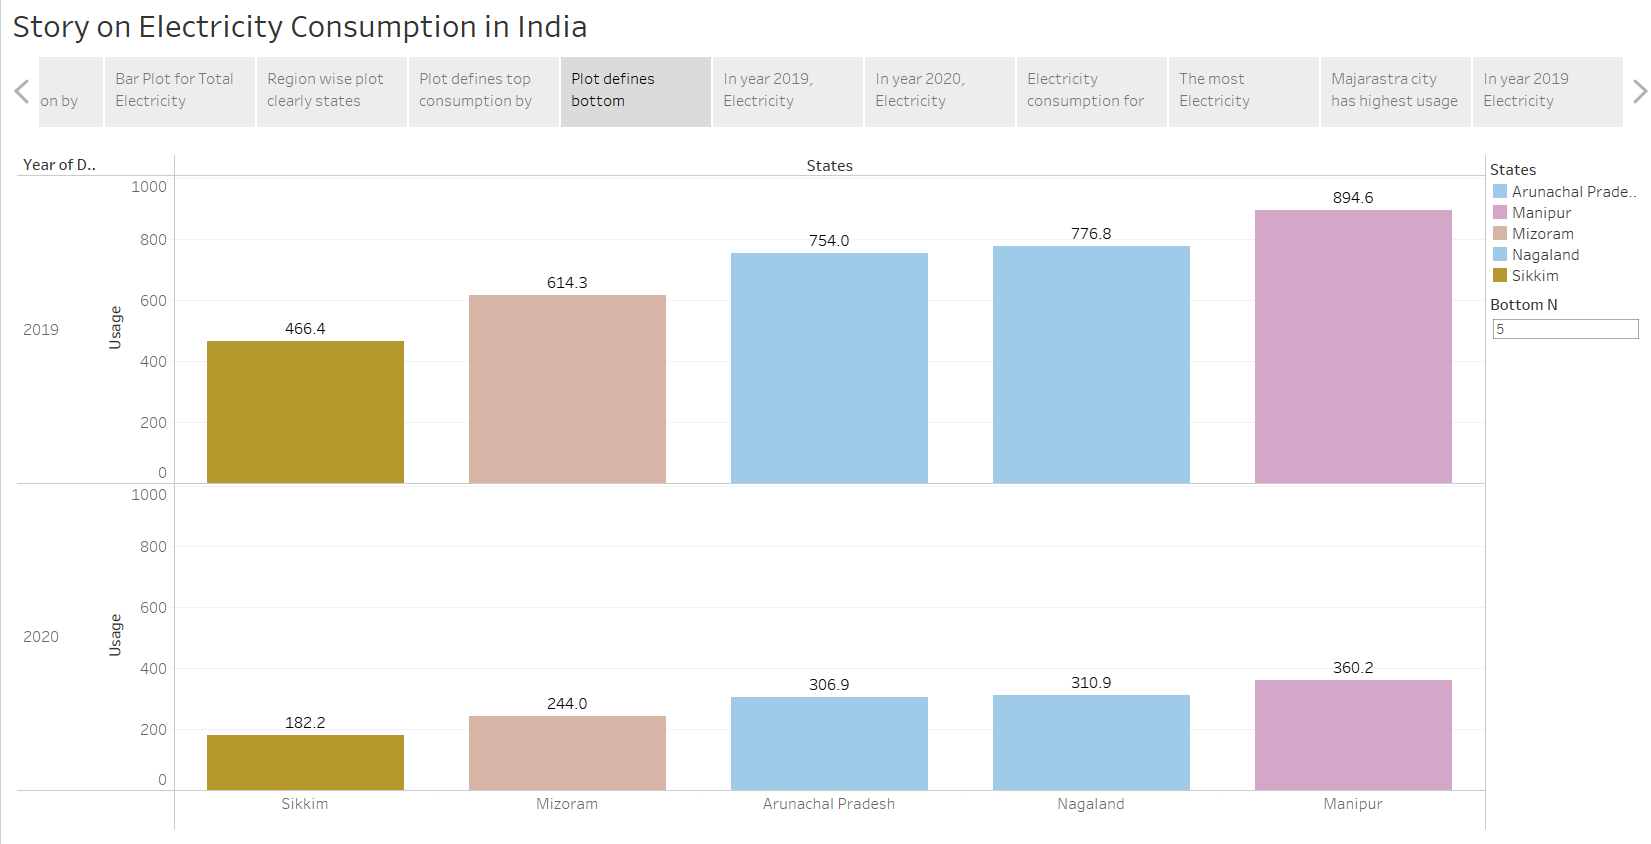 Story on Electricity Consumption in India
on by
Bar Plot for Total
Electricity
Region wise plot
clearly states
Plot defines top
consumption by
Plot defines
bottom
In year 2019,
Electricity
In year 2020,
Electricity
Electricity
consumption for
The most
Electricity
Majarastra city
has highest usage
In year 2019
Electricity
Year of D..
States
2019
Usage
1000
800
600
400
200
0
466.4
614.3
754.0
776.8
894.6
2020
Usage
1000
800
600
400
200
0
182.2
244.0
306.9
310.9
360.2
Sikkim
Mizoram
Arunachal Pradesh
Nagaland
Manipur
States
Arunachal Prade..
Manipur
Mizoram
Nagaland
Sikkim
Bottom N
5